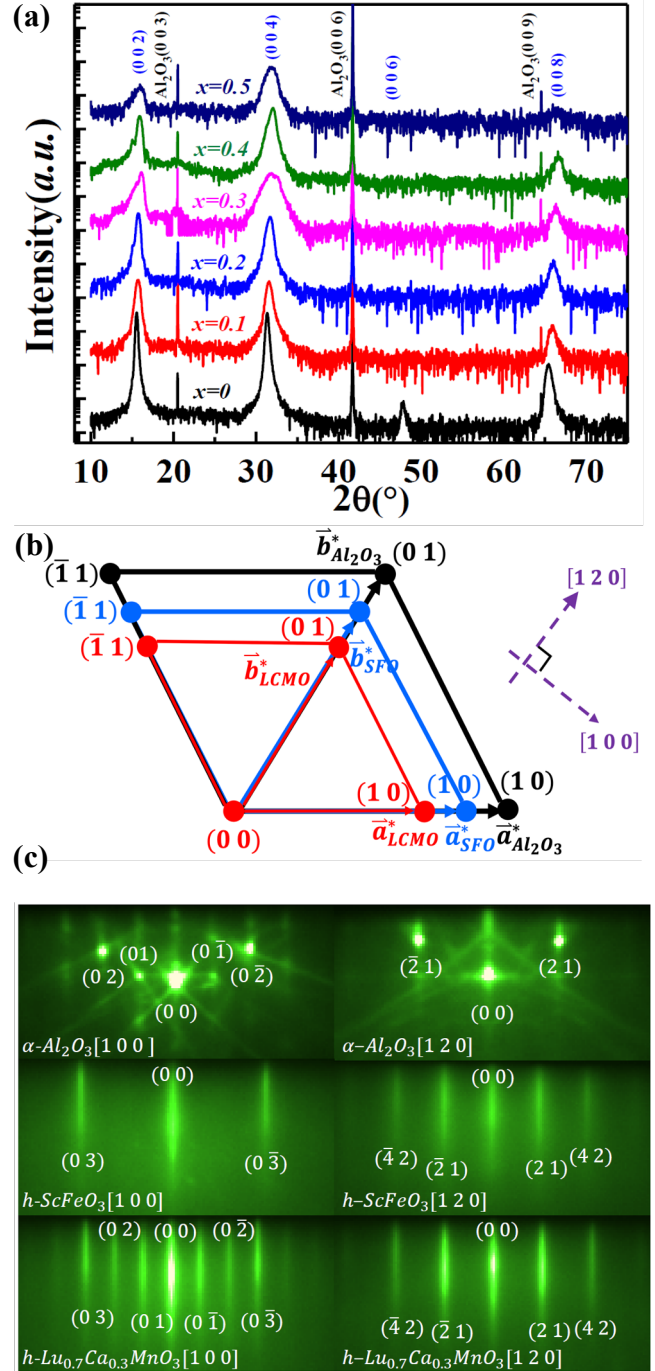 (a)
Intensity(a.u.)
(0 0 2)
Al₂O₃(0 0 3)
(0 0 4)
Al₂O₃(0 0 6)
(0 0 6)
Al₂O₃(0 0 9)
(0 0 8)
x=0.5
x=0.4
x=0.3
x=0.2
x=0.1
x=0
10 20 30 40 50 60 70
2θ(°)
(b)
b⃗*Al₂O₃
(1̅ 1) (0 1)
(1̅ 1) (0 1)
(1̅ 1) (0 1)
b⃗*LCMO b⃗*SFO
[1 2 0]
[1 0 0]
(0 0) (1 0) (1 0) (1 0)
a⃗*LCMO a⃗*SFO a⃗*Al₂O₃
(c)
(0 2) (01) (0 0) (0 1̅) (0 2̅)
α-Al₂O₃[1 0 0]
(2̅ 1) (0 0) (2 1)
α-Al₂O₃[1 2 0]
(0 0)
(0 3) (0 3̅)
h-ScFeO₃[1 0 0]
(0 0)
(4̅ 2) (2̅ 1) (2 1) (4 2)
h-ScFeO₃[1 2 0]
(0 2) (0 0) (0 2̅)
(0 3) (0 1) (0 1̅) (0 3̅)
h-Lu₀.₇Ca₀.₃MnO₃[1 0 0]
(0 0)
(4̅ 2) (2̅ 1) (2 1) (4 2)
h-Lu₀.₇Ca₀.₃MnO₃[1 2 0]